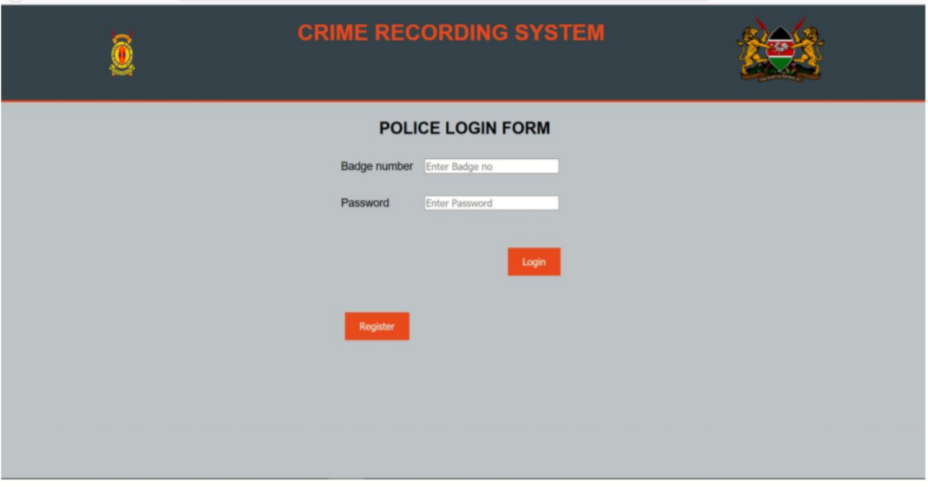 CRIME RECORDING SYSTEM
POLICE LOGIN FORM
Badge number Enter Badge no
Password Enter Password
Login
Register